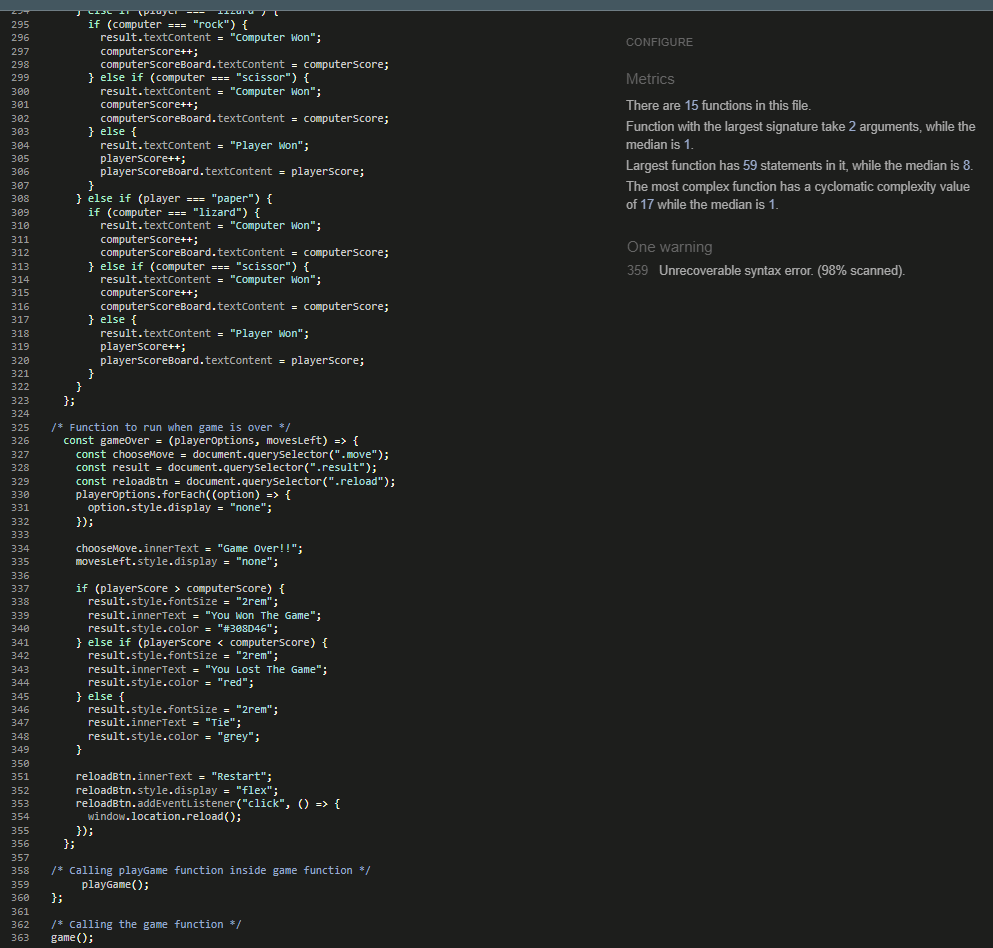 294 } else if (player === "lizard") {
295 if (computer === "rock") {
296 result.textContent = "Computer Won";
297 computerScore++;
298 computerScoreBoard.textContent = computerScore;
299 } else if (computer === "scissor") {
300 result.textContent = "Computer Won";
301 computerScore++;
302 computerScoreBoard.textContent = computerScore;
303 } else {
304 result.textContent = "Player Won";
305 playerScore++;
306 playerScoreBoard.textContent = playerScore;
307 }
308 } else if (player === "paper") {
309 if (computer === "lizard") {
310 result.textContent = "Computer Won";
311 computerScore++;
312 computerScoreBoard.textContent = computerScore;
313 } else if (computer === "scissor") {
314 result.textContent = "Computer Won";
315 computerScore++;
316 computerScoreBoard.textContent = computerScore;
317 } else {
318 result.textContent = "Player Won";
319 playerScore++;
320 playerScoreBoard.textContent = playerScore;
321 }
322 }
323 };
324
325 /* Function to run when game is over */
326 const gameOver = (playerOptions, movesLeft) => {
327 const chooseMove = document.querySelector(".move");
328 const result = document.querySelector(".result");
329 const reloadBtn = document.querySelector(".reload");
330 playerOptions.forEach((option) => {
331 option.style.display = "none";
332 });
333
334 chooseMove.innerText = "Game Over!!";
335 movesLeft.style.display = "none";
336
337 if (playerScore > computerScore) {
338 result.style.fontSize = "2rem";
339 result.innerText = "You Won The Game";
340 result.style.color = "#308D46";
341 } else if (playerScore < computerScore) {
342 result.style.fontSize = "2rem";
343 result.innerText = "You Lost The Game";
344 result.style.color = "red";
345 } else {
346 result.style.fontSize = "2rem";
347 result.innerText = "Tie";
348 result.style.color = "grey";
349 }
350
351 reloadBtn.innerText = "Restart";
352 reloadBtn.style.display = "flex";
353 reloadBtn.addEventListener("click", () => {
354 window.location.reload();
355 });
356 };
357
358 /* Calling playGame function inside game function */
359 playGame();
360 };
361
362 /* Calling the game function */
363 game();
CONFIGURE
Metrics
There are 15 functions in this file.
Function with the largest signature take 2 arguments, while the
median is 1.
Largest function has 59 statements in it, while the median is 8.
The most complex function has a cyclomatic complexity value
of 17 while the median is 1.
One warning
359 Unrecoverable syntax error. (98% scanned).